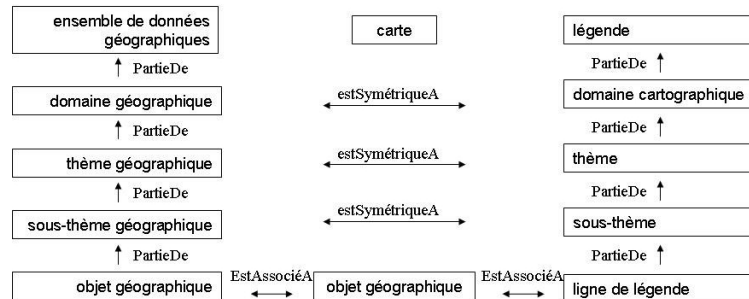 ensemble de données
géographiques
carte
légende
PartieDe
PartieDe
domaine géographique
estSymétriqueA
domaine cartographique
PartieDe
PartieDe
thème géographique
estSymétriqueA
thème
PartieDe
PartieDe
sous-thème géographique
estSymétriqueA
sous-thème
PartieDe
PartieDe
objet géographique
EstAssociéA
objet géographique
EstAssociéA
ligne de légende